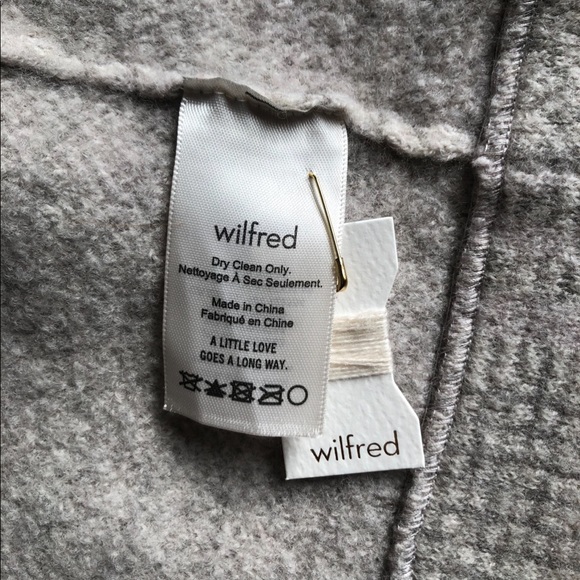 wilfred
Dry Clean Only.
Nettoyage À Sec Seulement.
Made in China
Fabriqué en Chine
A LITTLE LOVE
GOES A LONG WAY.
wilfred